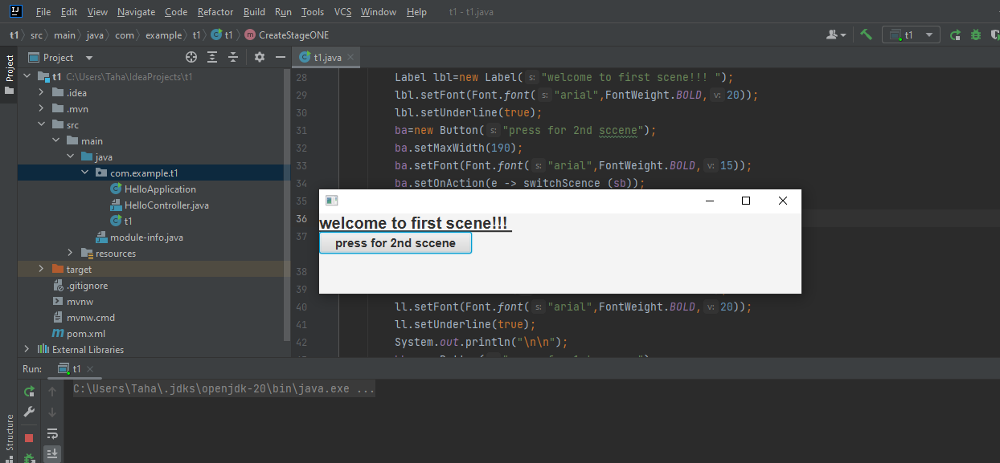 IJ File Edit View Navigate Code Refactor Build Run Tools VCS Window Help t1 - t1.java
t1 src main java com example t1 t1 m CreateStageONE t1
Project
Project
t1.java
t1 C:\Users\Taha\IdeaProjects\t1
.idea
.mvn
src
main
java
com.example.t1
HelloApplication
HelloController.java
t1
module-info.java
resources
target
.gitignore
mvnw
mvnw.cmd
pom.xml
External Libraries
28 Label lbl=new Label( s: "welcome to first scene!!! ");
29 lbl.setFont(Font.font( s: "arial",FontWeight.BOLD, v: 20));
30 lbl.setUnderline(true);
31 ba=new Button( s: "press for 2nd sccene");
32 ba.setMaxWidth(190);
33 ba.setFont(Font.font( s: "arial",FontWeight.BOLD, v: 15));
34 ba.setOnAction(e -> switchScence (sb));
35
36
37
38
39
welcome to first scene!!!
press for 2nd sccene
40 ll.setFont(Font.font( s: "arial",FontWeight.BOLD, v: 20));
41 ll.setUnderline(true);
42 System.out.println("\n\n");
Run: t1
C:\Users\Taha\.jdks\openjdk-20\bin\java.exe ...
Structure